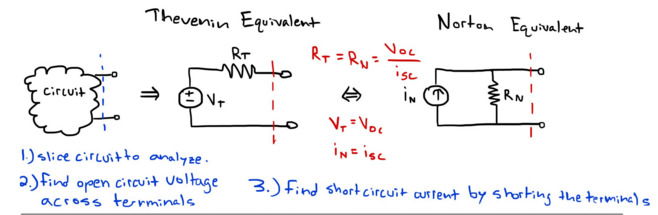 Thevenin Equivalent
Norton Equivalent
circuit
⇒
RT
VT
RT = RN = VOC / iSC
⇔
VT = VOC
iN = iSC
iN
RN
1.) slice circuit to analyze.
2.) find open circuit voltage
across terminals
3.) find short circuit current by shorting the terminals